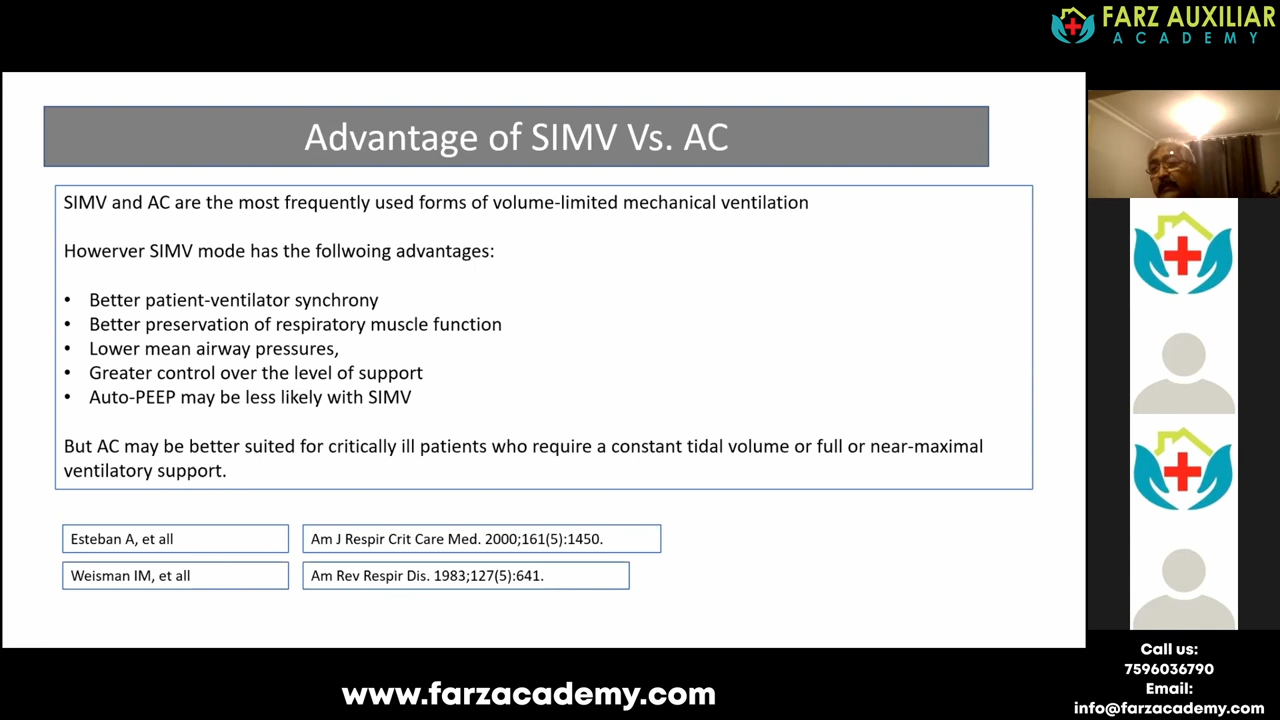 FARZ AUXILIAR
ACADEMY
Advantage of SIMV Vs. AC
SIMV and AC are the most frequently used forms of volume-limited mechanical ventilation
Howerver SIMV mode has the follwoing advantages:
• Better patient-ventilator synchrony
• Better preservation of respiratory muscle function
• Lower mean airway pressures,
• Greater control over the level of support
• Auto-PEEP may be less likely with SIMV
But AC may be better suited for critically ill patients who require a constant tidal volume or full or near-maximal
ventilatory support.
Esteban A, et all
Am J Respir Crit Care Med. 2000;161(5):1450.
Weisman IM, et all
Am Rev Respir Dis. 1983;127(5):641.
www.farzacademy.com
Call us:
7596036790
Email:
info@farzacademy.com